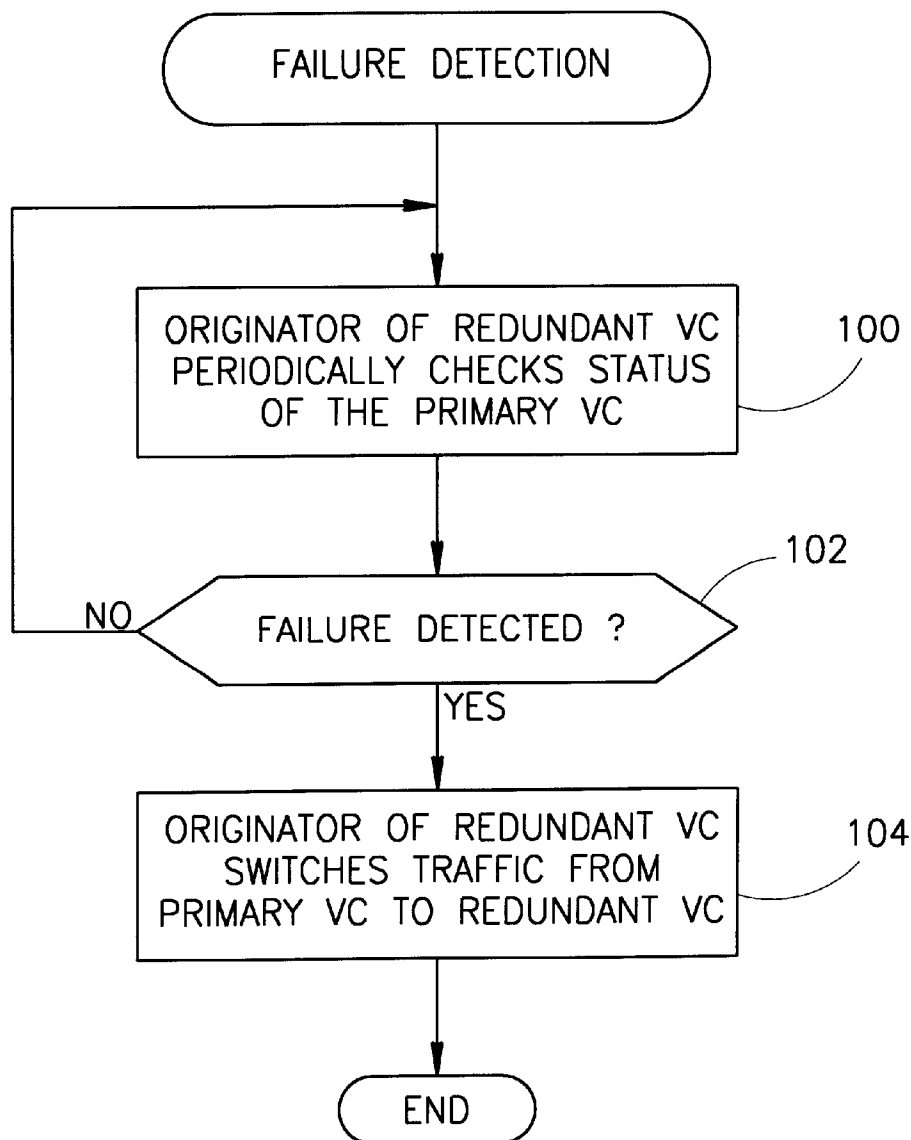 FAILURE DETECTION
ORIGINATOR OF REDUNDANT VC
PERIODICALLY CHECKS STATUS
OF THE PRIMARY VC
100
102
NO
FAILURE DETECTED ?
YES
ORIGINATOR OF REDUNDANT VC
SWITCHES TRAFFIC FROM
PRIMARY VC TO REDUNDANT VC
104
END